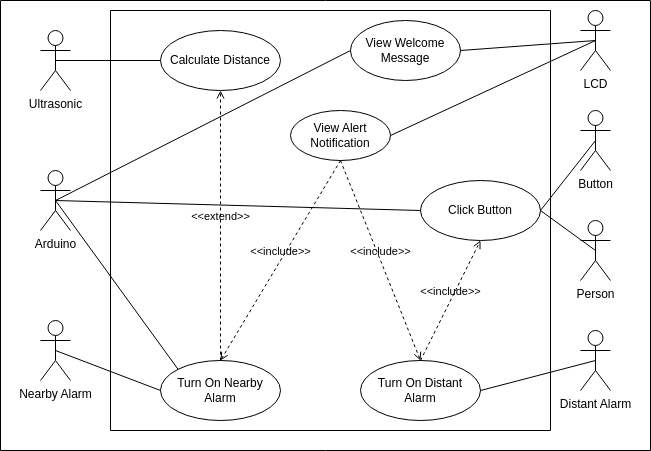 View Welcome
Message
LCD
Calculate Distance
Ultrasonic
View Alert
Notification
Button
Click Button
<<extend>>
Arduino
<<include>>
<<include>>
<<include>>
Person
Turn On Nearby
Alarm
Turn On Distant
Alarm
Nearby Alarm
Distant Alarm